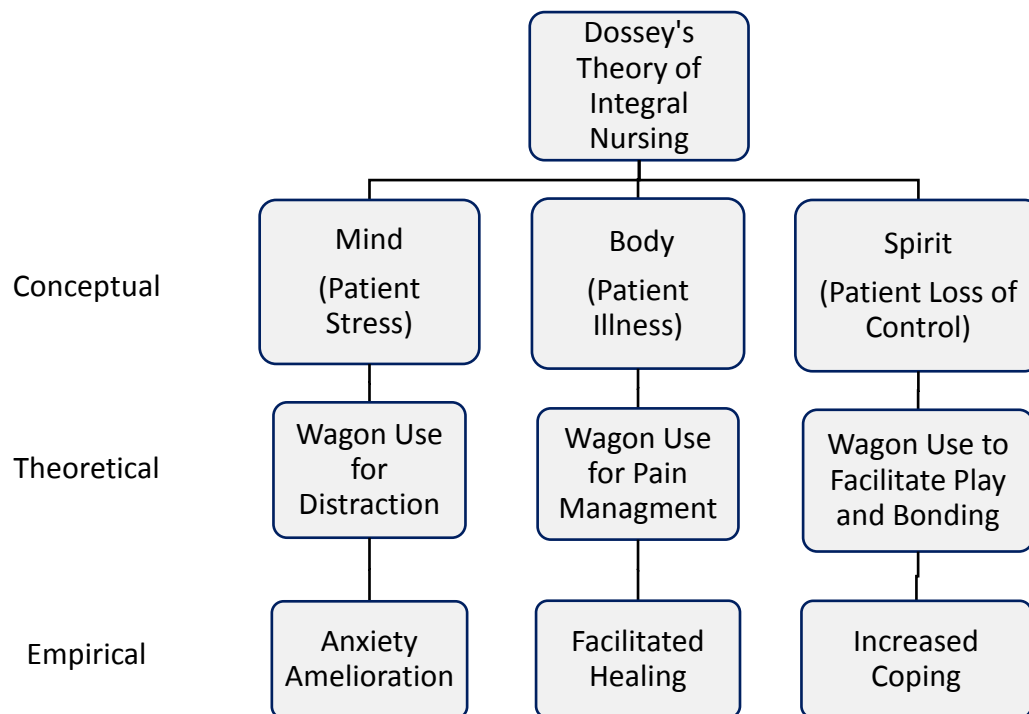 Dossey's
Theory of
Integral
Nursing
Conceptual
Mind
(Patient
Stress)
Body
(Patient
Illness)
Spirit
(Patient Loss of
Control)
Theoretical
Wagon Use
for
Distraction
Wagon Use
for Pain
Managment
Wagon Use to
Facilitate Play
and Bonding
Empirical
Anxiety
Amelioration
Facilitated
Healing
Increased
Coping